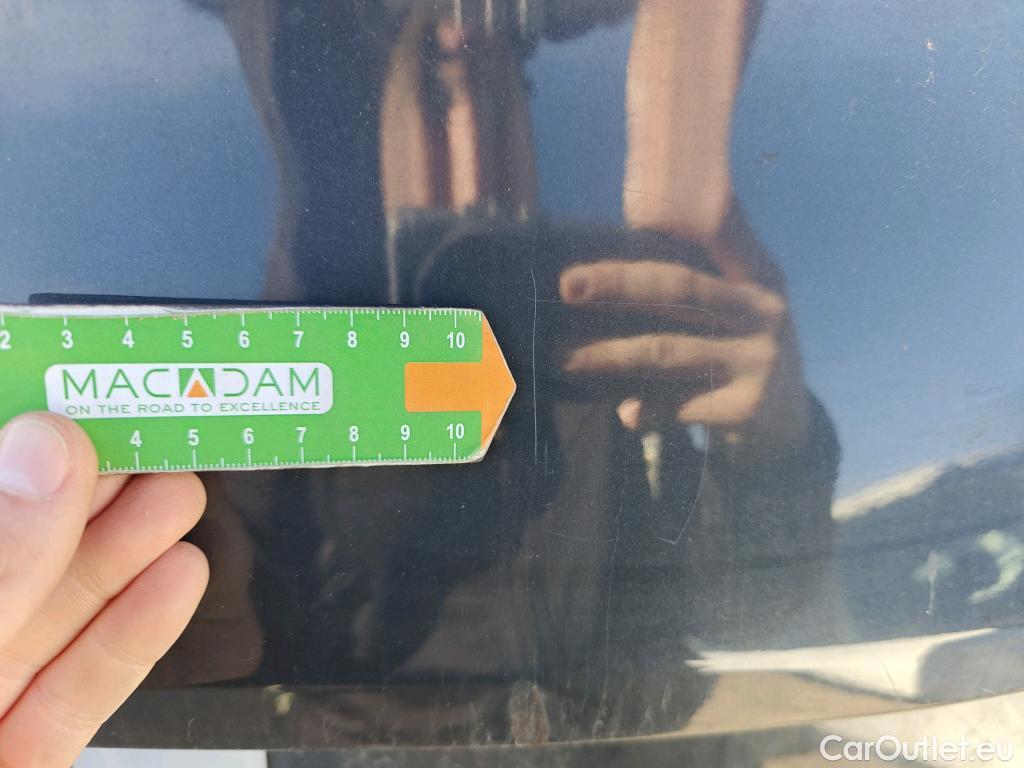 2 3 4 5 6 7 8 9 10
MACADAM
ON THE ROAD TO EXCELLENCE
4 5 6 7 8 9 10
CarOutlet.eu